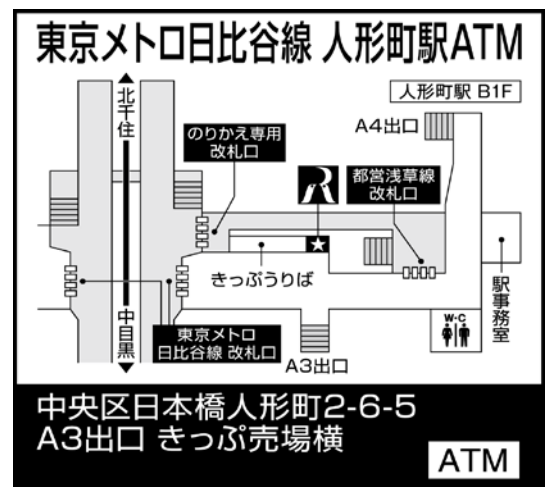 東京メトロ日比谷線 人形町駅ATM
人形町駅 B1F
北千住
のりかえ専用
改札口
A4出口
R
都営浅草線
改札口
きっぷうりば
中目黒
東京メトロ
日比谷線 改札口
A3出口
W·C
駅事務室
中央区日本橋人形町2-6-5
A3出口 きっぷ売場横
ATM